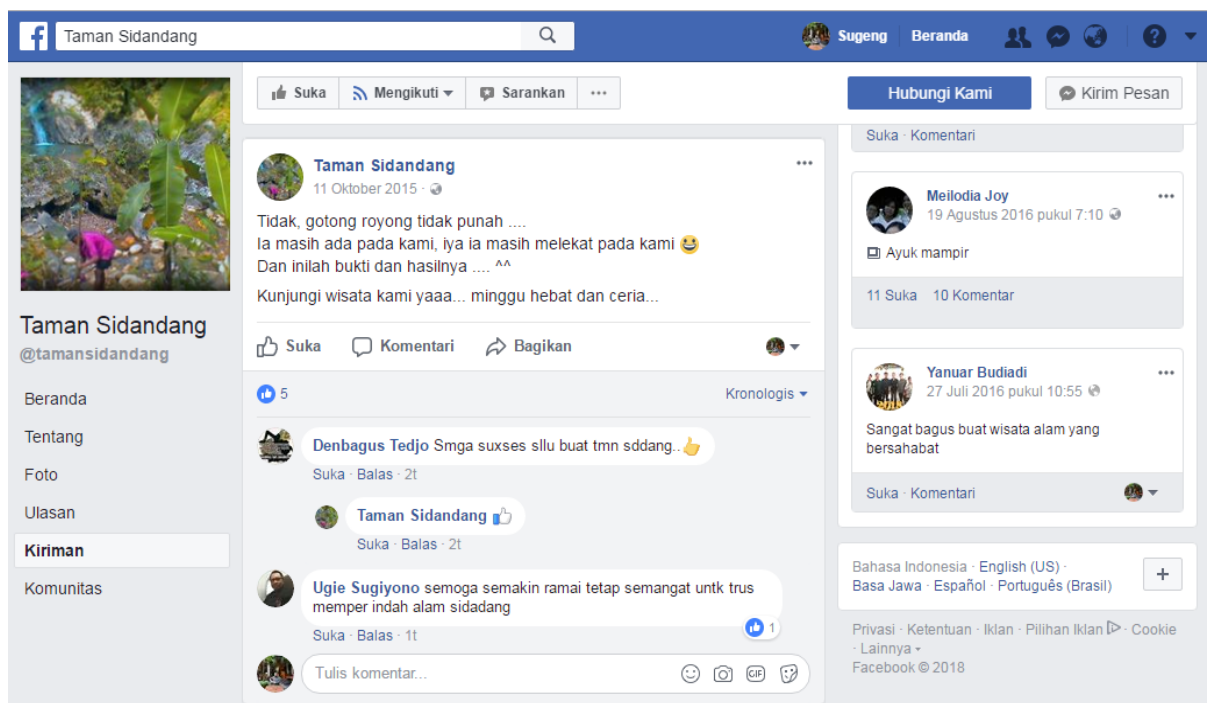 Taman Sidandang
Sugeng
Beranda
Taman Sidandang
@tamansidandang
Beranda
Tentang
Foto
Ulasan
Kiriman
Komunitas
Suka
Mengikuti
Sarankan
Hubungi Kami
Kirim Pesan
Taman Sidandang
11 Oktober 2015 ·
Tidak, gotong royong tidak punah ....
Ia masih ada pada kami, iya ia masih melekat pada kami 😀
Dan inilah bukti dan hasilnya .... ^^
Kunjungi wisata kami yaaa... minggu hebat dan ceria...
Suka Komentari Bagikan
5
Kronologis
Denbagus Tedjo Smga suxses sllu buat tmn sddang..👍
Suka · Balas · 2t
Taman Sidandang
Suka · Balas · 2t
Ugie Sugiyono semoga semakin ramai tetap semangat untk trus
memper indah alam sidadang
1
Suka · Balas · 1t
Tulis komentar...
GIF
Suka · Komentari
Meilodia Joy
19 Agustus 2016 pukul 7:10
Ayuk mampir
11 Suka 10 Komentar
Yanuar Budiadi
27 Juli 2016 pukul 10:55
Sangat bagus buat wisata alam yang
bersahabat
Suka · Komentari
Bahasa Indonesia · English (US) ·
Basa Jawa · Español · Português (Brasil)
Privasi · Ketentuan · Iklan · Pilihan Iklan · Cookie
· Lainnya
Facebook © 2018